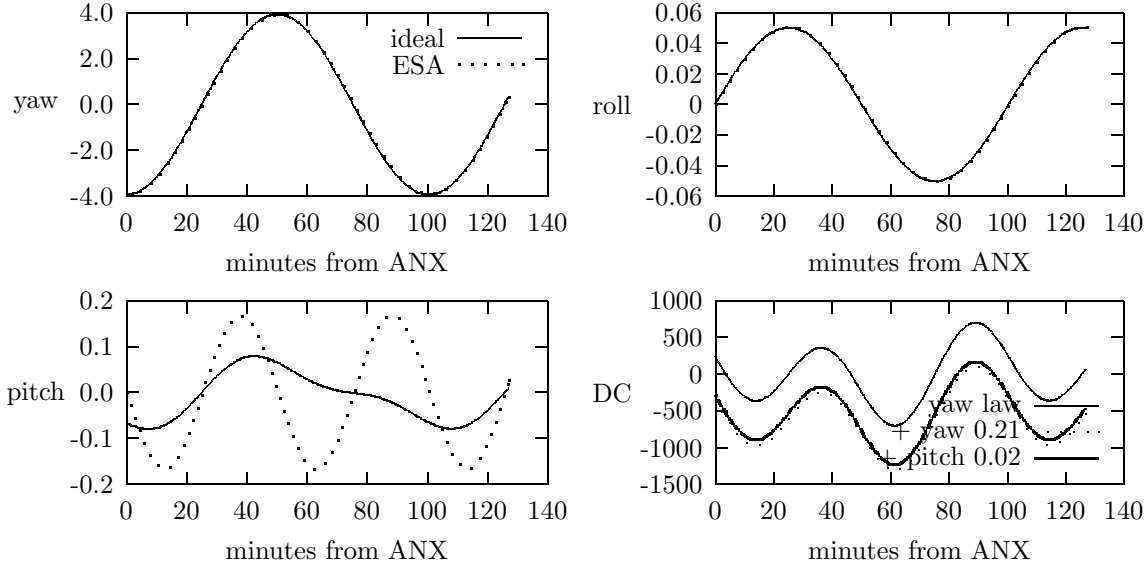 4.0
2.0
0.0
-2.0
-4.0
yaw
ideal
ESA
0 20 40 60 80 100 120 140
minutes from ANX
0.06
0.04
0.02
0
-0.02
-0.04
-0.06
roll
0 20 40 60 80 100 120 140
minutes from ANX
0.2
0.1
0.0
-0.1
-0.2
pitch
0 20 40 60 80 100 120 140
minutes from ANX
1000
500
0
-500
-1000
-1500
DC
yaw law
+ yaw 0.21
+ pitch 0.02
0 20 40 60 80 100 120 140
minutes from ANX